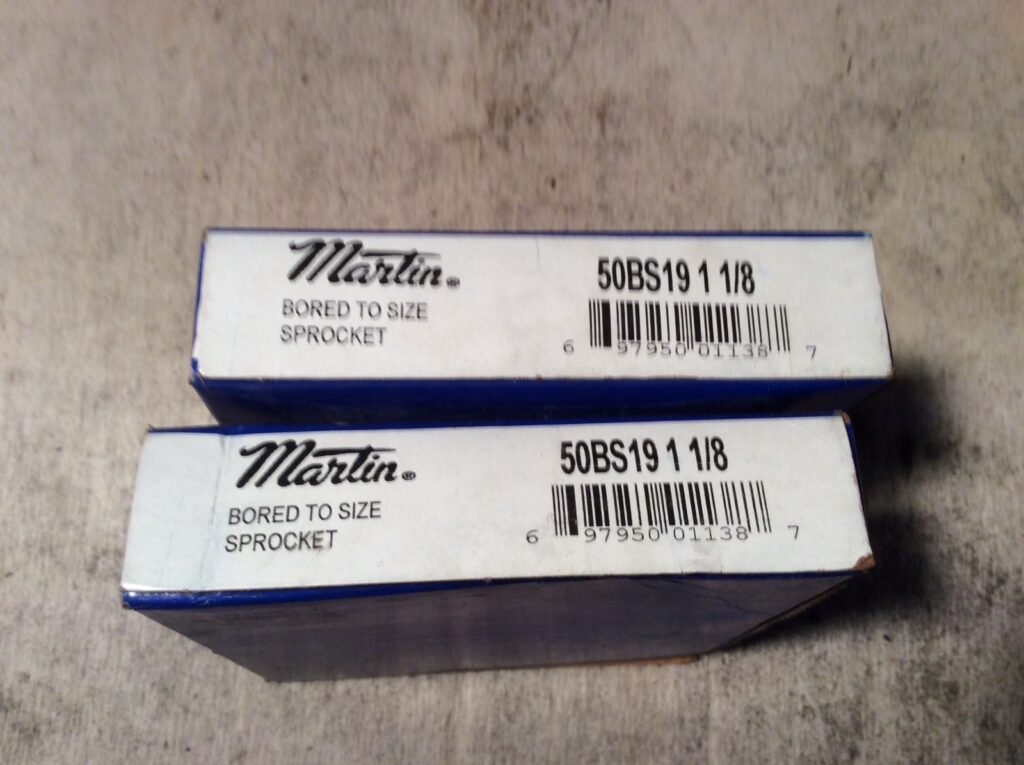 Martin®
BORED TO SIZE
SPROCKET
50BS19 1 1/8
6 97950 01138 7
Martin®
BORED TO SIZE
SPROCKET
50BS19 1 1/8
6 97950 01138 7